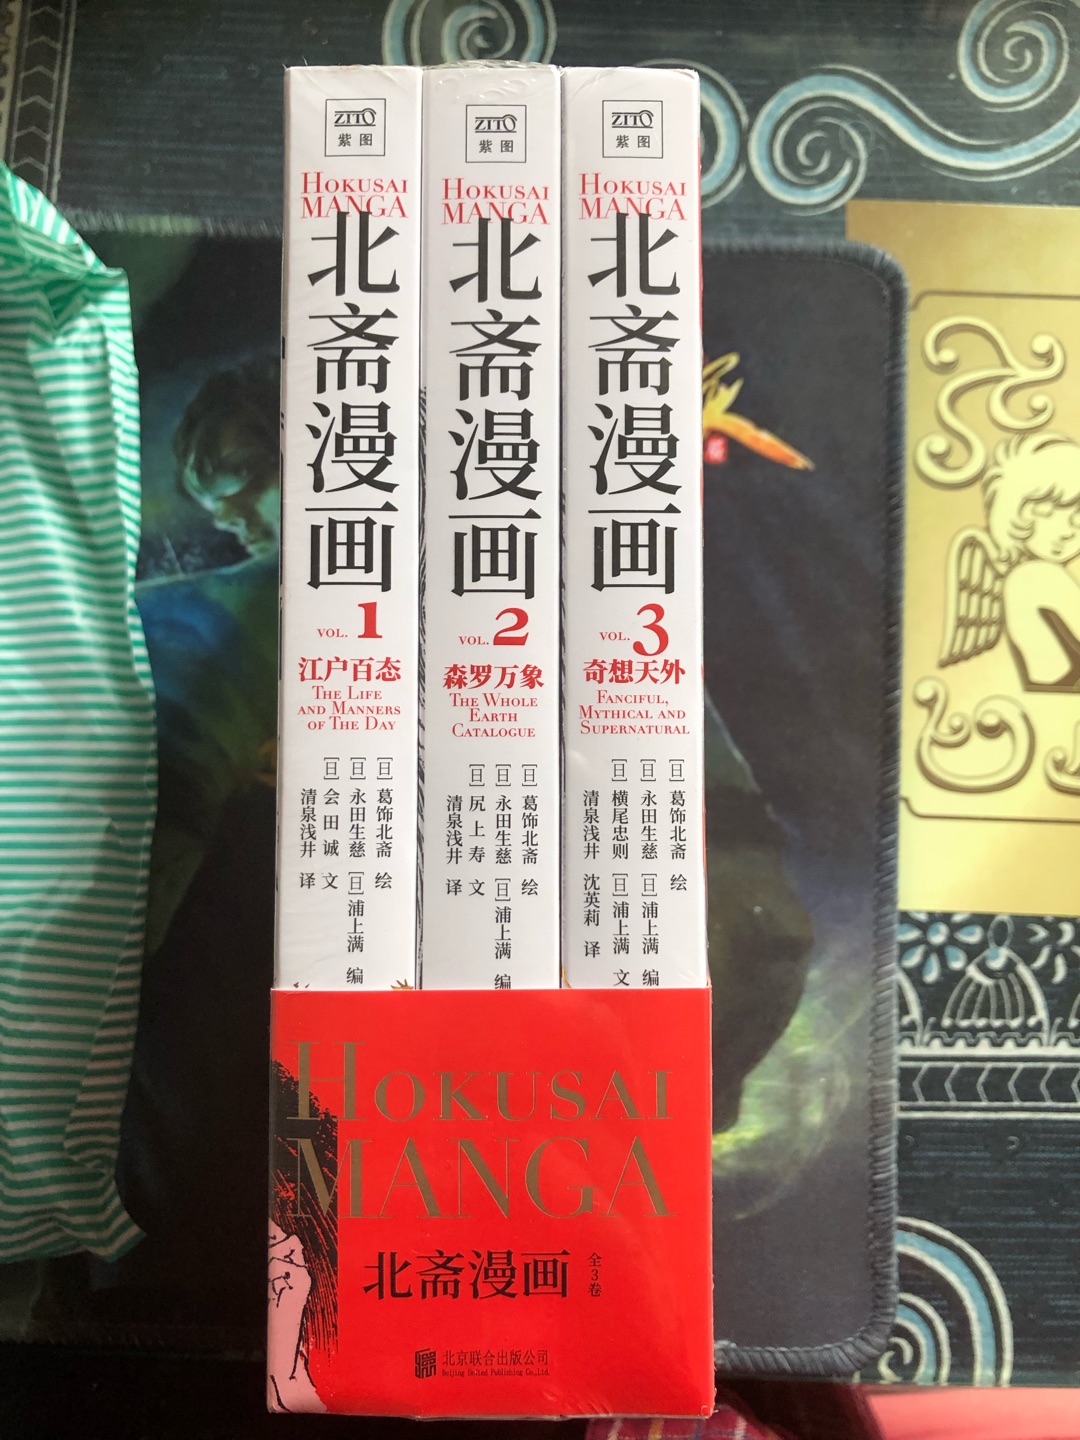 ZITO
紫图
HOKUSAI
MANGA
北斋漫画
VOL. 1
江户百态
THE LIFE
AND MANNERS
OF THE DAY
[日]葛饰北斋 绘
[日]永田生慈 [日]浦上满 编
[日]会田诚 文
清泉浅井 译
ZITO
紫图
HOKUSAI
MANGA
北斋漫画
VOL. 2
森罗万象
THE WHOLE
EARTH
CATALOGUE
[日]葛饰北斋 绘
[日]永田生慈 [日]浦上满 编
[日]尻上寿 文
清泉浅井 译
ZITO
紫图
HOKUSAI
MANGA
北斋漫画
VOL. 3
奇想天外
FANCIFUL,
MYTHICAL AND
SUPERNATURAL
[日]葛饰北斋 绘
[日]永田生慈 [日]浦上满 编
[日]横尾忠则 [日]浦上满 文
清泉浅井 沈英莉 译
HOKUSAI
MANGA
北斋漫画 全3卷
北京联合出版公司
Beijing United Publishing Co.,Ltd.